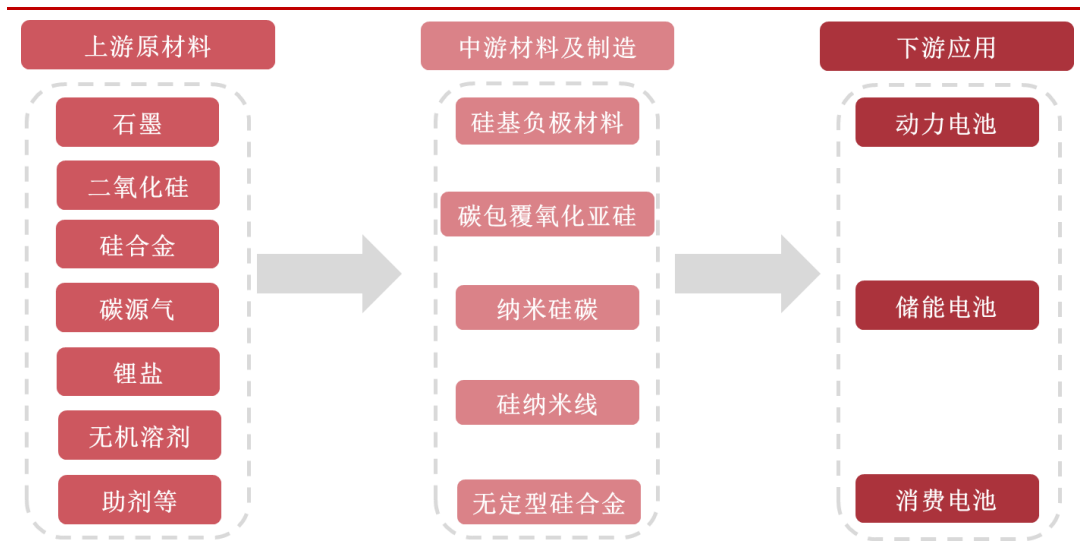 上游原材料
石墨
二氧化硅
硅合金
碳源气
锂盐
无机溶剂
助剂等
中游材料及制造
硅基负极材料
碳包覆氧化亚硅
纳米硅碳
硅纳米线
无定型硅合金
下游应用
动力电池
储能电池
消费电池